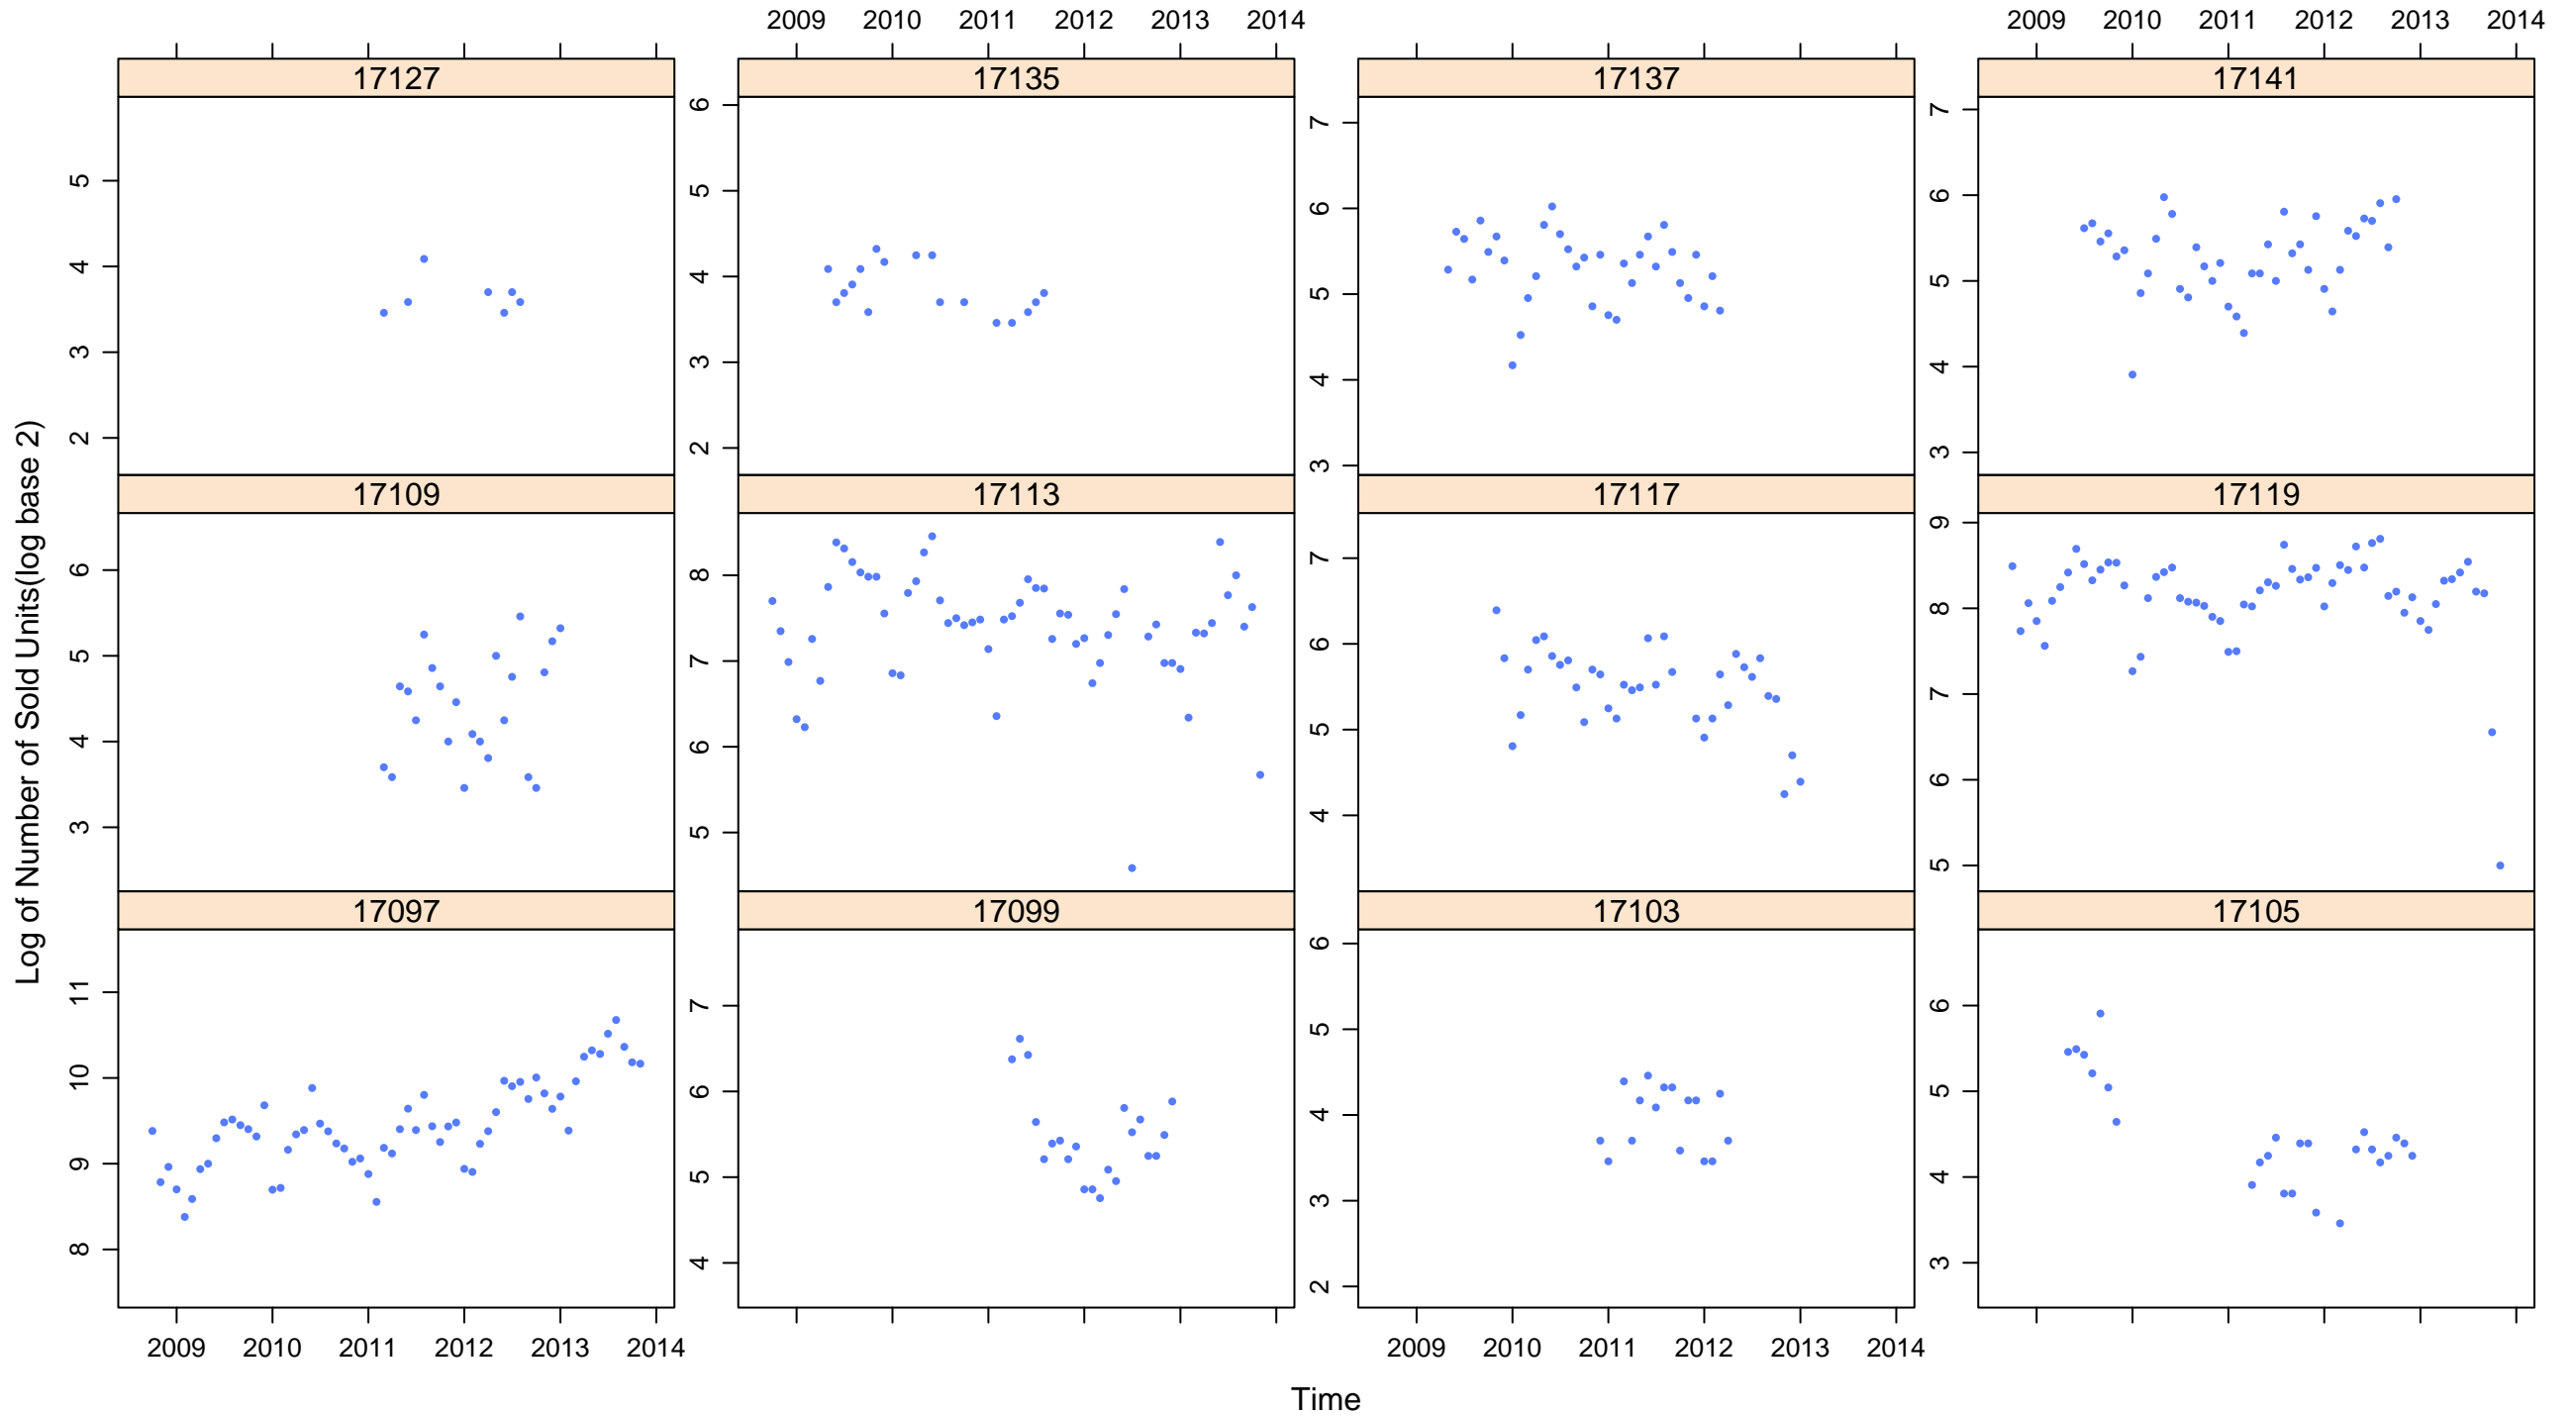 2009 2010 2011 2012 2013 2014 2009 2010 2011 2012 2013 2014
17127 17135 17137 17141
5 4 3 2
6 5 4 3 2
7 6 5 4 3
7 6 5 4 3
17109 17113 17117 17119
6 5 4 3
8 7 6 5
7 6 5 4
9 8 7 6 5
17097 17099 17103 17105
11 10 9 8
7 6 5 4
6 5 4 3 2
6 5 4 3
2009 2010 2011 2012 2013 2014 2009 2010 2011 2012 2013 2014
Log of Number of Sold Units(log base 2)
Time